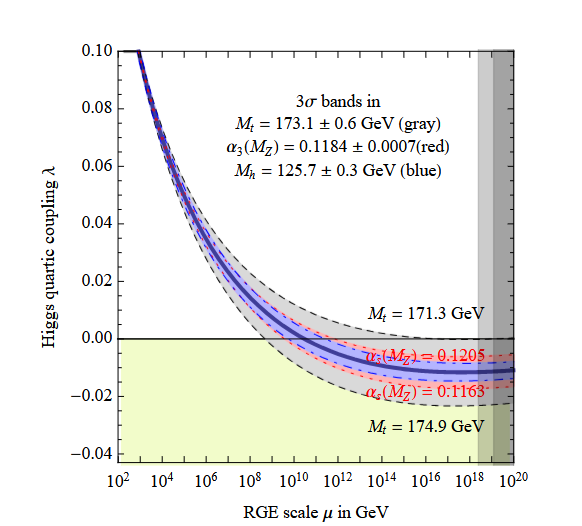 0.10
0.08
0.06
0.04
0.02
0.00
−0.02
−0.04
Higgs quartic coupling λ
3σ bands in
M_t = 173.1 ± 0.6 GeV (gray)
α_3(M_Z) = 0.1184 ± 0.0007(red)
M_h = 125.7 ± 0.3 GeV (blue)
M_t = 171.3 GeV
α_s(M_Z) = 0.1205
α_s(M_Z) = 0.1163
M_t = 174.9 GeV
10^2 10^4 10^6 10^8 10^10 10^12 10^14 10^16 10^18 10^20
RGE scale μ in GeV